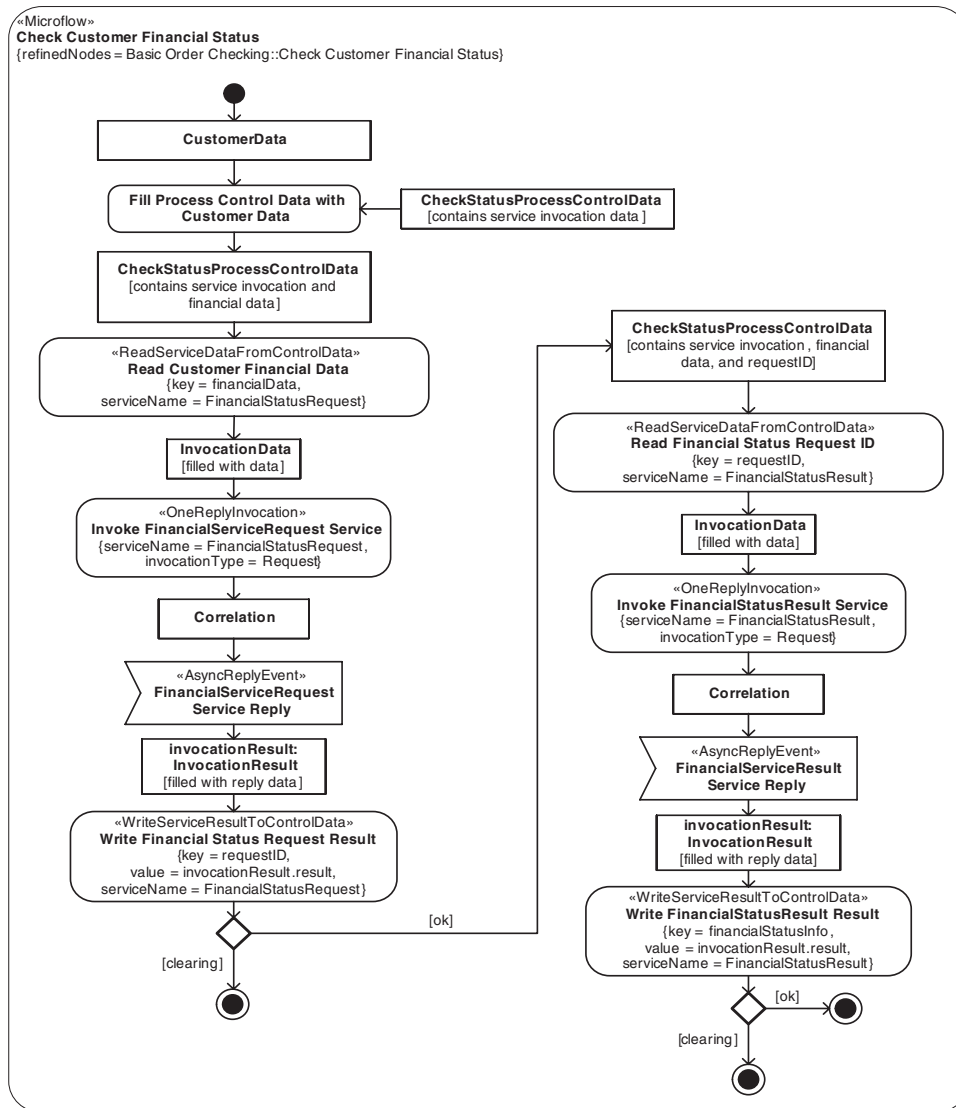 «Microflow»
Check Customer Financial Status
{refinedNodes = Basic Order Checking::Check Customer Financial Status}
CustomerData
Fill Process Control Data with
Customer Data
CheckStatusProcessControlData
[contains service invocation data]
CheckStatusProcessControlData
[contains service invocation and
financial data]
«ReadServiceDataFromControlData»
Read Customer Financial Data
{key = financialData,
serviceName = FinancialStatusRequest}
InvocationData
[filled with data]
«OneReplyInvocation»
Invoke FinancialServiceRequest Service
{serviceName = FinancialStatusRequest,
invocationType = Request}
Correlation
«AsyncReplyEvent»
FinancialServiceRequest
Service Reply
invocationResult:
InvocationResult
[filled with reply data]
«WriteServiceResultToControlData»
Write Financial Status Request Result
{key = requestID,
value = invocationResult.result,
serviceName = FinancialStatusRequest}
[ok]
[clearing]
CheckStatusProcessControlData
[contains service invocation, financial
data, and requestID]
«ReadServiceDataFromControlData»
Read Financial Status Request ID
{key = requestID,
serviceName = FinancialStatusResult}
InvocationData
[filled with data]
«OneReplyInvocation»
Invoke FinancialStatusResult Service
{serviceName = FinancialStatusResult,
invocationType = Request}
Correlation
«AsyncReplyEvent»
FinancialServiceResult
Service Reply
invocationResult:
InvocationResult
[filled with reply data]
«WriteServiceResultToControlData»
Write FinancialStatusResult Result
{key = financialStatusInfo,
value = invocationResult.result,
serviceName = FinancialStatusResult}
[ok]
[clearing]